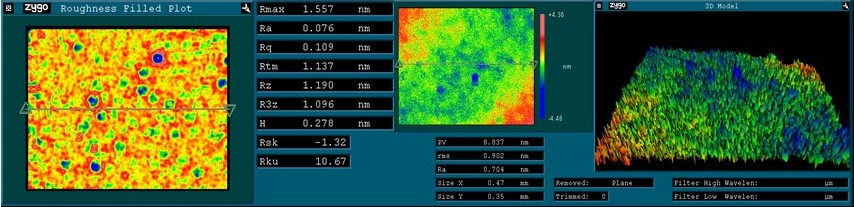 zygo Roughness Filled Plot
Rmax 1.557 nm
Ra 0.076 nm
Rq 0.109 nm
Rtm 1.137 nm
Rz 1.190 nm
R3z 1.096 nm
H 0.278 nm
Rsk -1.32
Rku 10.67
+4.35
nm
-4.48
PV 8.837 nm
rms 0.902 nm
Ra 0.704 nm
Size X 0.47 mm
Size Y 0.35 mm
zygo 3D Model
Removed: Plane
Trimmed: 0
Filter High Wavelen: µm
Filter Low Wavelen: µm